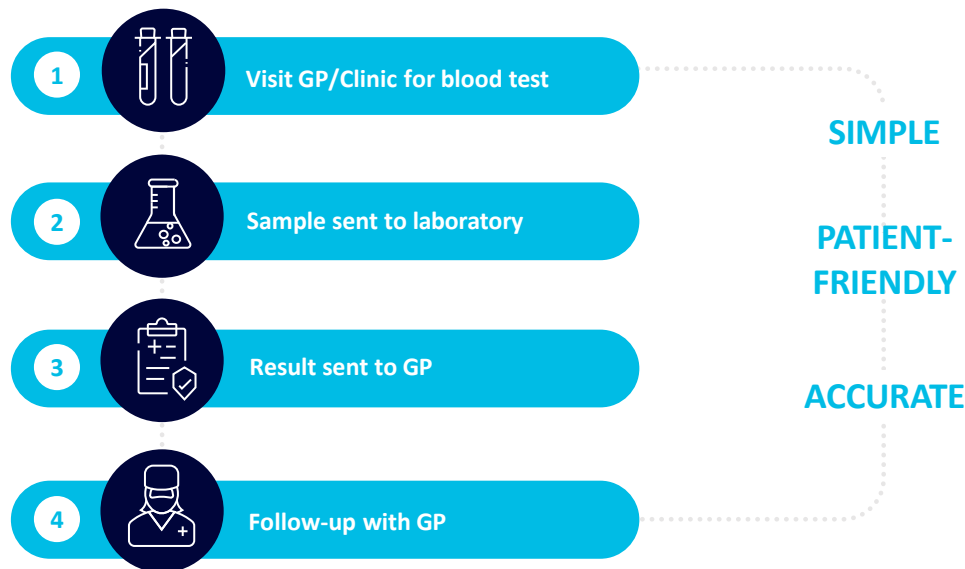 1
Visit GP/Clinic for blood test
2
Sample sent to laboratory
3
Result sent to GP
4
Follow-up with GP
SIMPLE
PATIENT-
FRIENDLY
ACCURATE